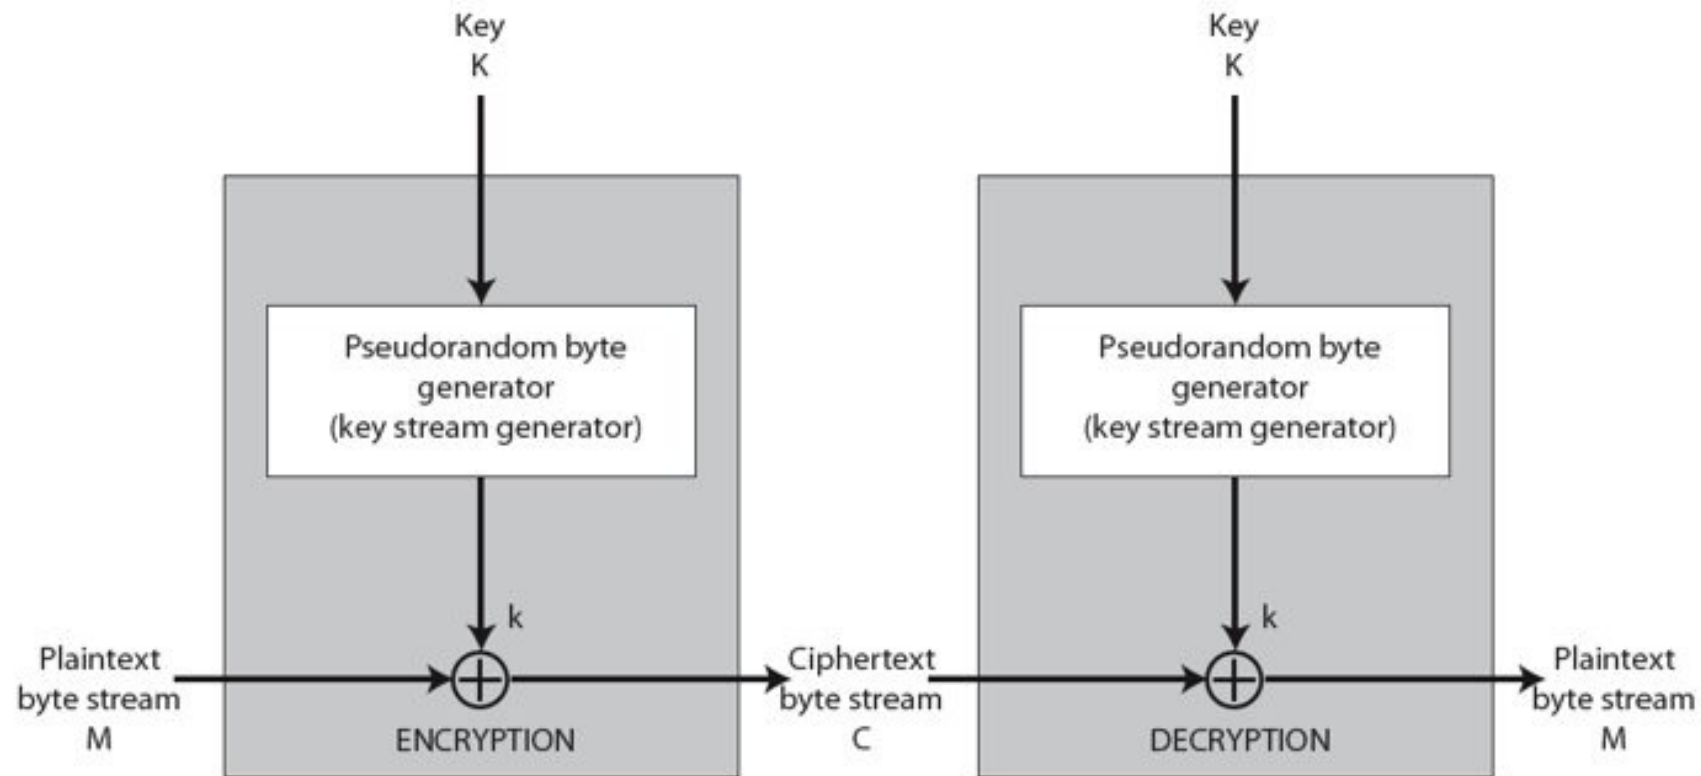 Key
K
Key
K
Pseudorandom byte
generator
(key stream generator)
Pseudorandom byte
generator
(key stream generator)
k
k
Plaintext
byte stream
M
ENCRYPTION
Ciphertext
byte stream
C
DECRYPTION
Plaintext
byte stream
M